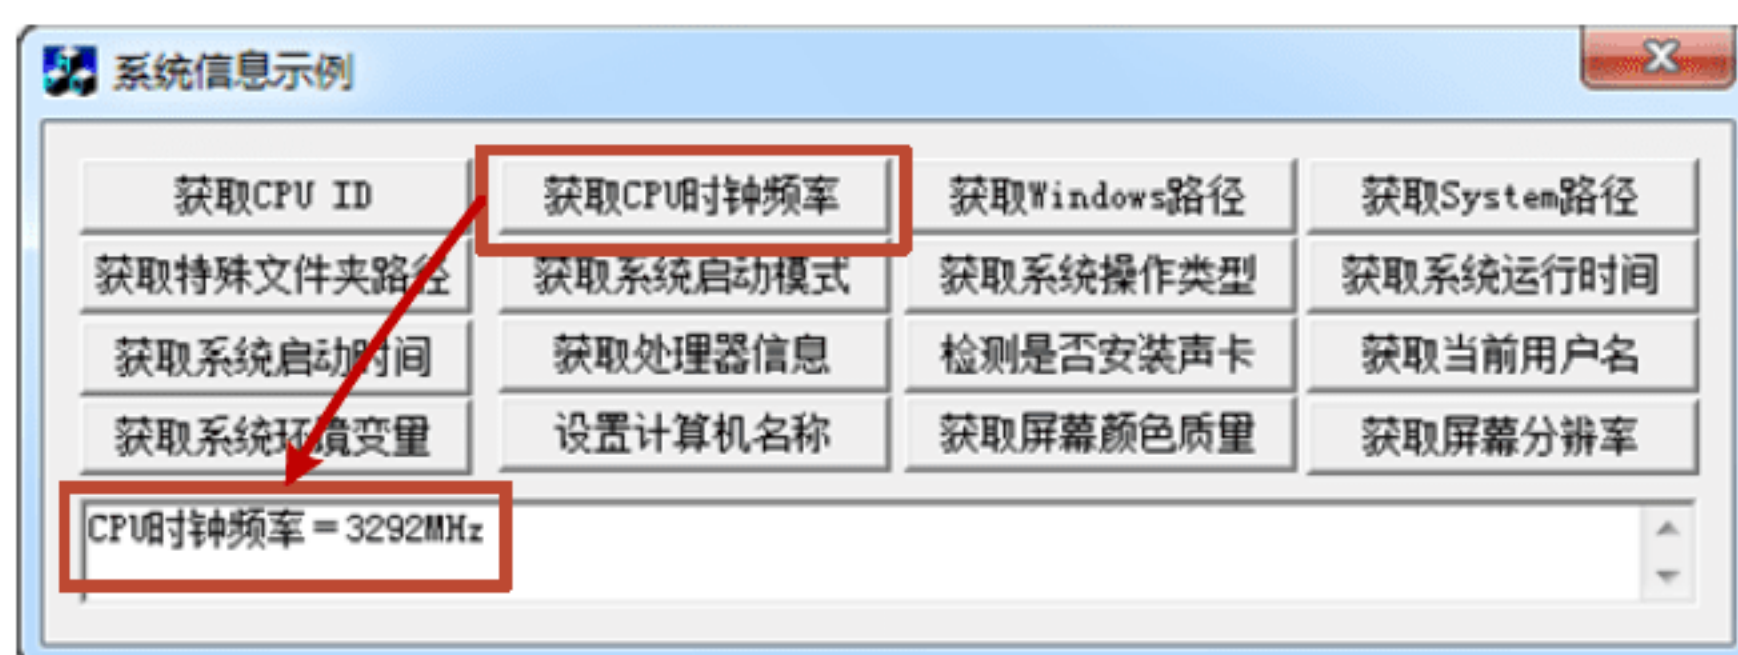 系统信息示例
获取CPU ID 获取CPU时钟频率 获取Windows路径 获取System路径
获取特殊文件夹路径 获取系统启动模式 获取系统操作类型 获取系统运行时间
获取系统启动时间 获取处理器信息 检测是否安装声卡 获取当前用户名
获取系统环境变量 设置计算机名称 获取屏幕颜色质量 获取屏幕分辨率
CPU时钟频率=3292MHz